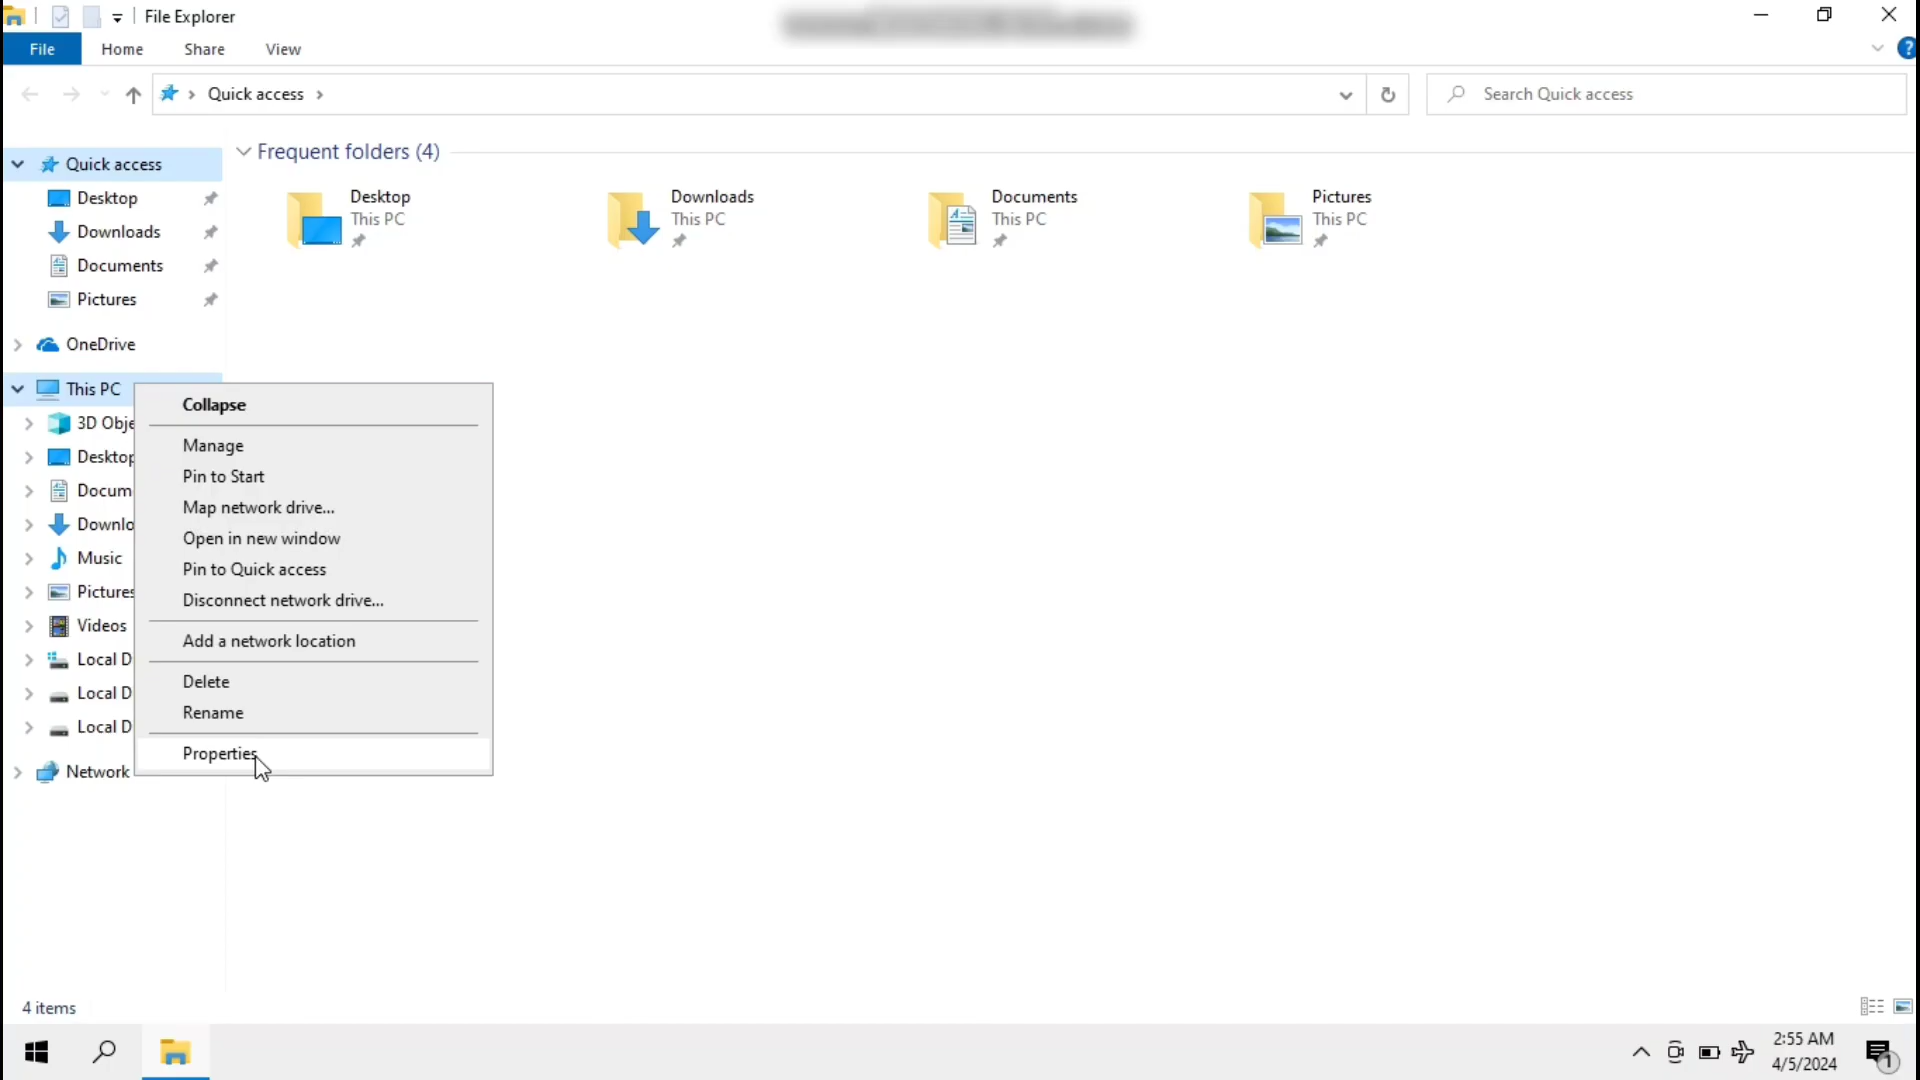 File Explorer
File Home Share View
?
Quick access
Search Quick access
Quick access
Desktop
Downloads
Documents
Pictures
OneDrive
This PC
3D Obje
Desktop
Docum
Downlo
Music
Pictures
Videos
Local D
Local D
Local D
Network
Frequent folders (4)
Desktop
This PC
Downloads
This PC
Documents
This PC
Pictures
This PC
Collapse
Manage
Pin to Start
Map network drive...
Open in new window
Pin to Quick access
Disconnect network drive...
Add a network location
Delete
Rename
Properties
4 items
2:55 AM
4/5/2024
1